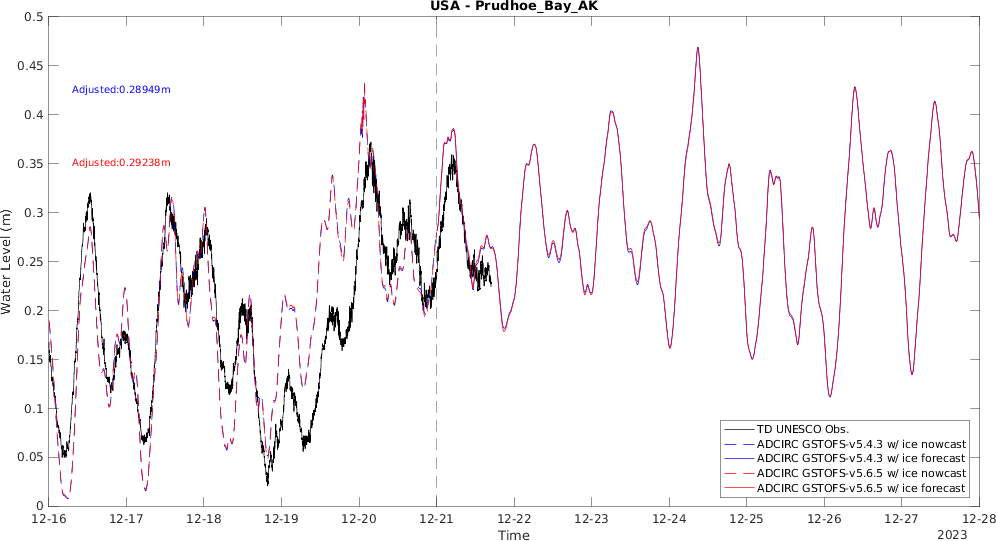 USA - Prudhoe_Bay_AK
0.5
0.45
0.4
0.35
0.3
0.25
0.2
0.15
0.1
0.05
0
Water Level (m)
Adjusted:0.28949m
Adjusted:0.29238m
TD UNESCO Obs.
ADCIRC GSTOFS-v5.4.3 w/ ice nowcast
ADCIRC GSTOFS-v5.4.3 w/ ice forecast
ADCIRC GSTOFS-v5.6.5 w/ ice nowcast
ADCIRC GSTOFS-v5.6.5 w/ ice forecast
12-16 12-17 12-18 12-19 12-20 12-21 12-22 12-23 12-24 12-25 12-26 12-27 12-28
Time
2023